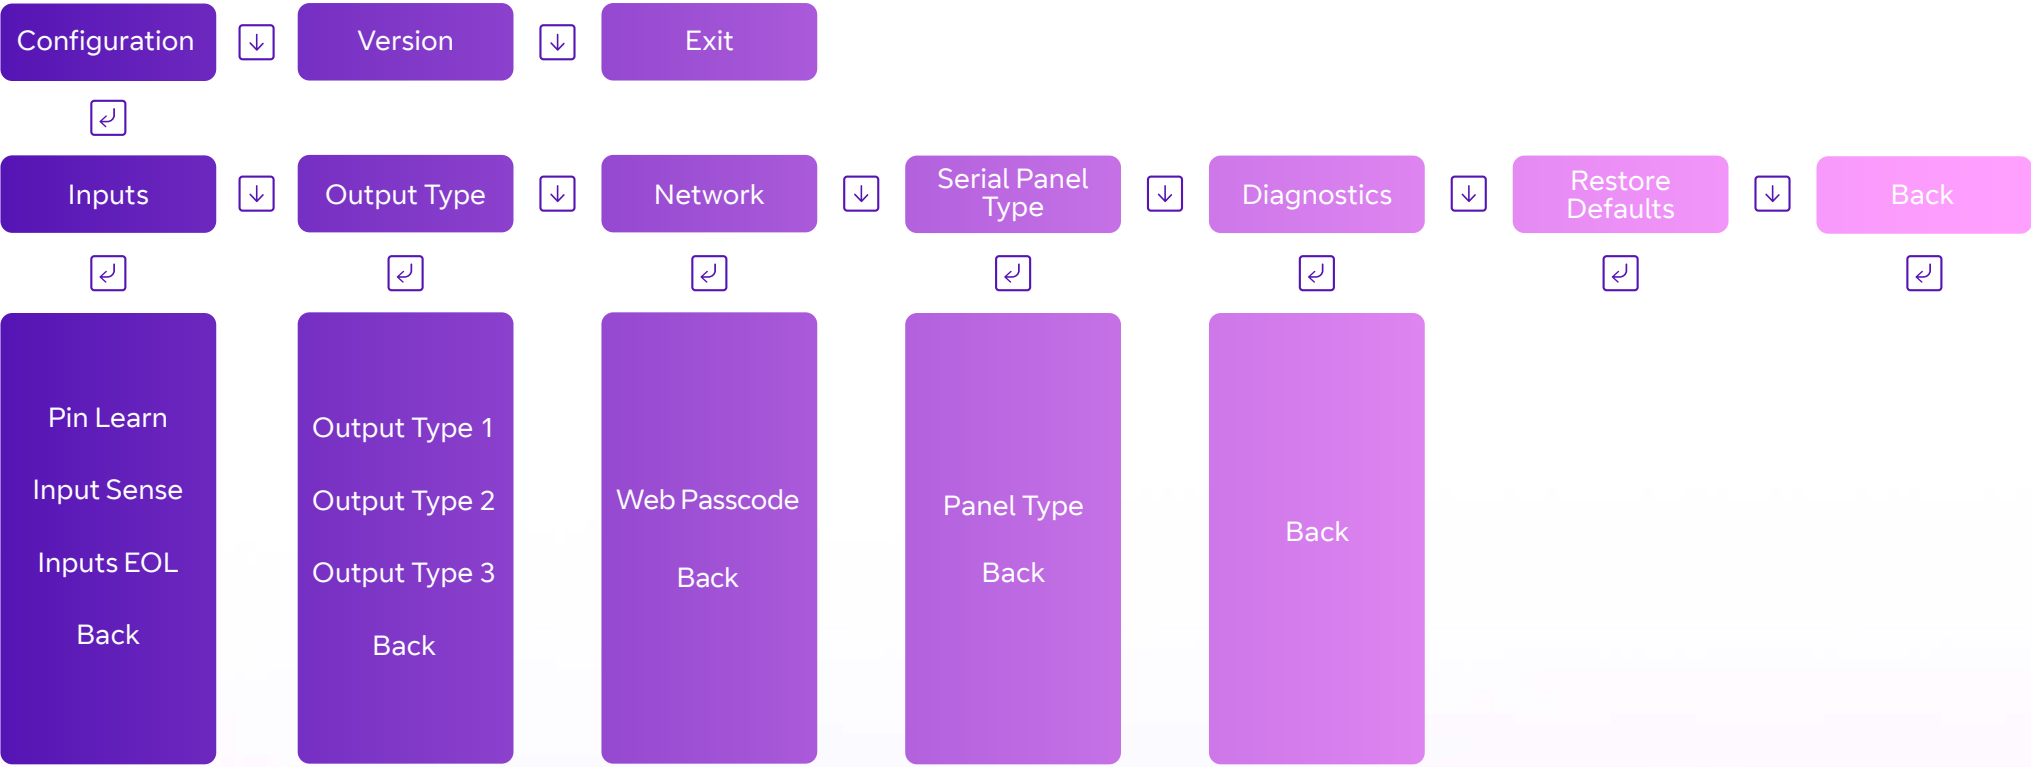 Configuration
Version
Exit
Inputs
Output Type
Network
Serial Panel
Type
Diagnostics
Restore
Defaults
Back
Pin Learn
Input Sense
Inputs EOL
Back
Output Type 1
Output Type 2
Output Type 3
Back
Web Passcode
Back
Panel Type
Back
Back